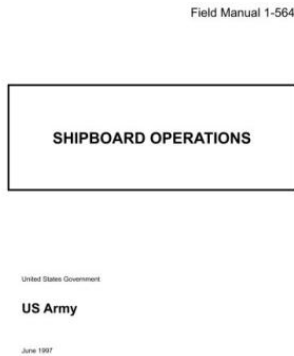 Field Manual 1-564
SHIPBOARD OPERATIONS
United States Government
US Army
June 1997